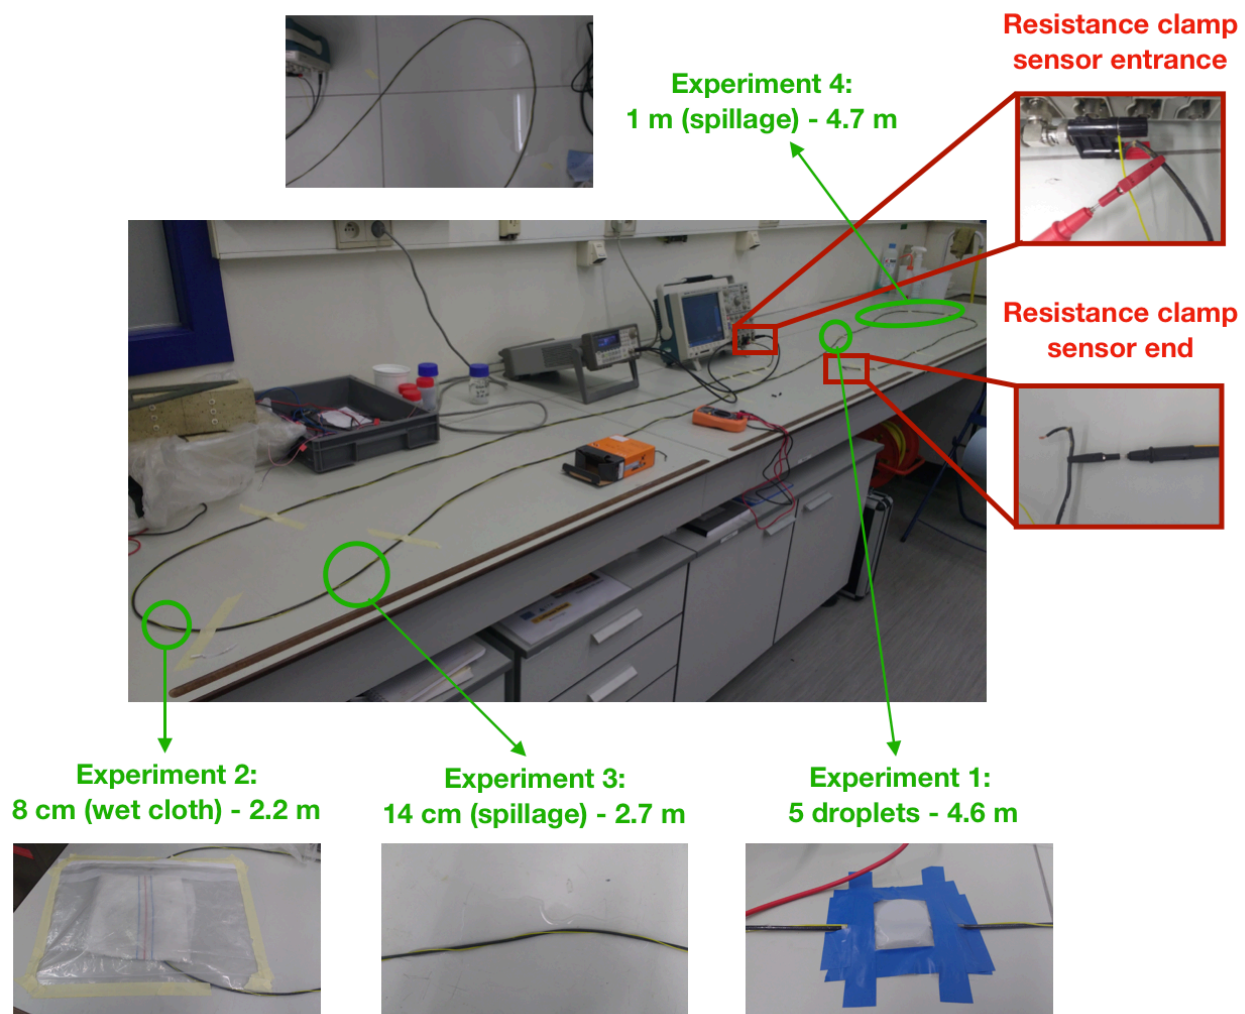 Resistance clamp
sensor entrance
Experiment 4:
1 m (spillage) - 4.7 m
Resistance clamp
sensor end
Experiment 2:
8 cm (wet cloth) - 2.2 m
Experiment 3:
14 cm (spillage) - 2.7 m
Experiment 1:
5 droplets - 4.6 m